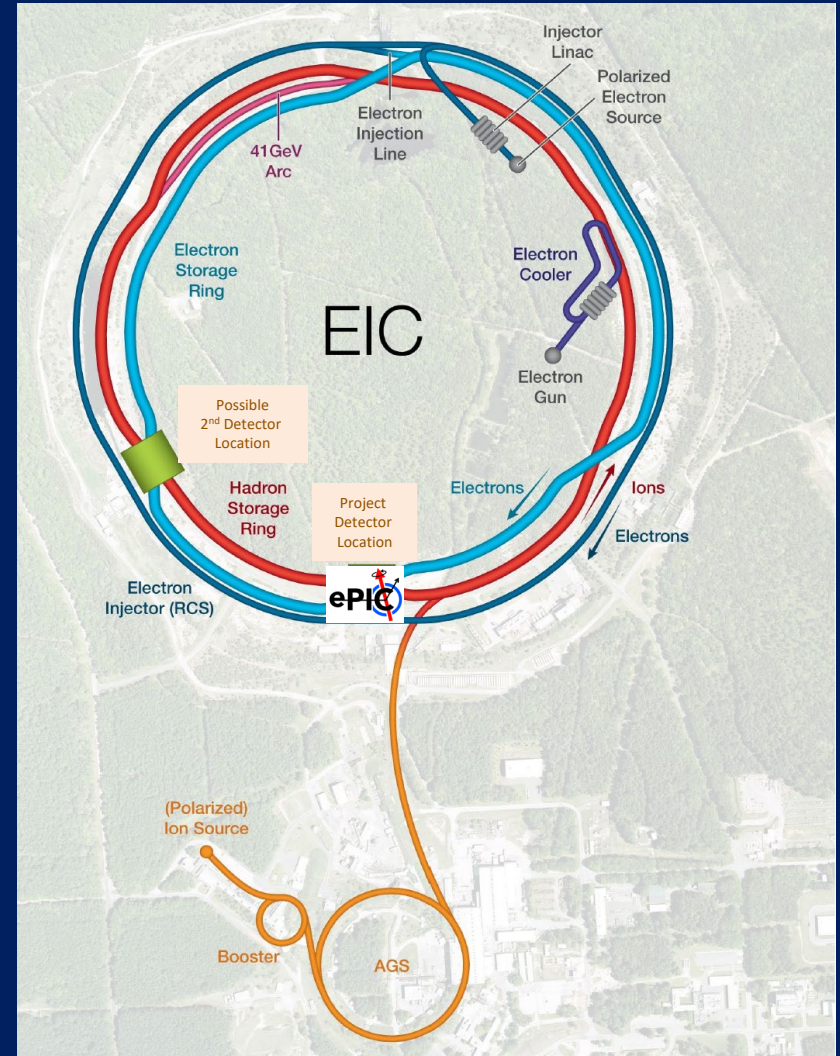 Injector
Linac
Polarized
Electron
Source
Electron
Injection
Line
41GeV
Arc
Electron
Storage
Ring
Electron
Cooler
EIC
Electron
Gun
Possible
2nd Detector
Location
Hadron
Storage
Ring
Project
Detector
Location
Electrons
Ions
Electrons
Electron
Injector (RCS)
ePIC
(Polarized)
Ion Source
Booster
AGS